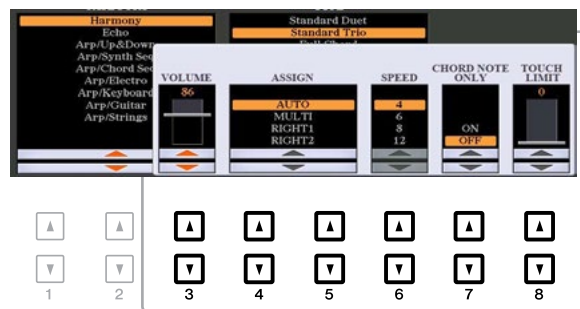 Harmony
Echo
Arp/Up&Down
Arp/Synth Seq
Arp/Chord Seq
Arp/Electro
Arp/Keyboard
Arp/Guitar
Arp/Strings
Standard Duet
Standard Trio
VOLUME
86
ASSIGN
AUTO
MULTI
RIGHT1
RIGHT2
SPEED
4
6
8
12
CHORD NOTE
ONLY
ON
OFF
TOUCH
LIMIT
0
1 2 3 4 5 6 7 8